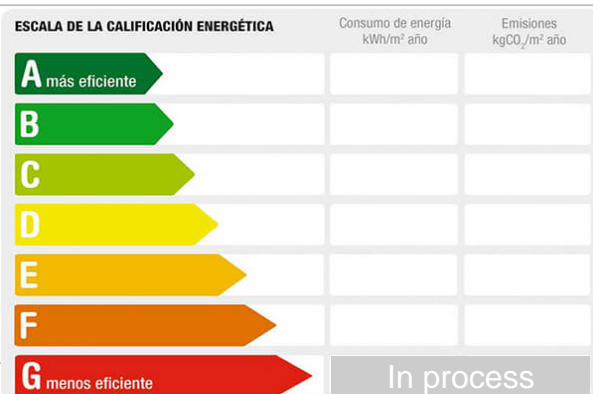 ESCALA DE LA CALIFICACIÓN ENERGÉTICA
Consumo de energía
kWh/m² año
Emisiones
kgCO₂/m² año
A más eficiente
B
C
D
E
F
G menos eficiente
In process